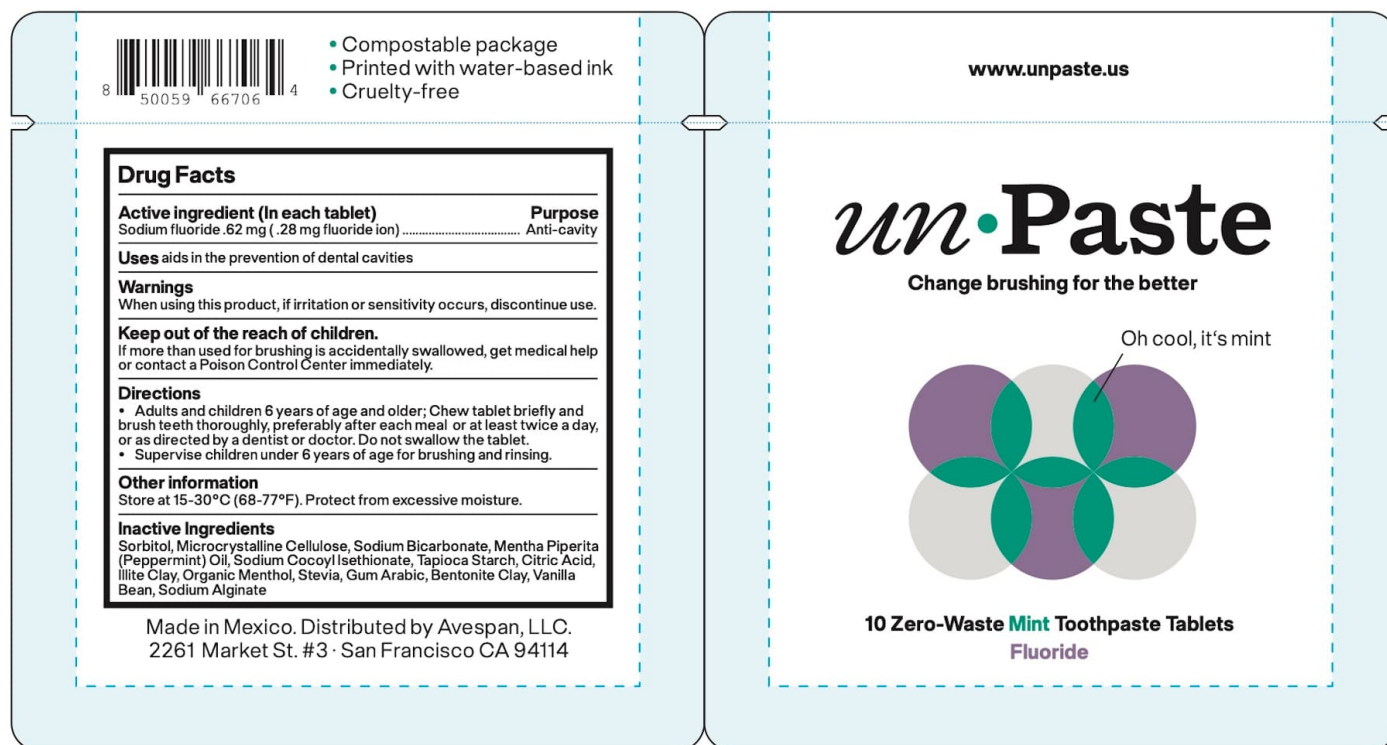 8 50059 66706 4
• Compostable package
• Printed with water-based ink
• Cruelty-free
Drug Facts
Active ingredient (In each tablet) Purpose
Sodium fluoride .62 mg ( .28 mg fluoride ion) .................................... Anti-cavity
Uses aids in the prevention of dental cavities
Warnings
When using this product, if irritation or sensitivity occurs, discontinue use.
Keep out of the reach of children.
If more than used for brushing is accidentally swallowed, get medical help
or contact a Poison Control Center immediately.
Directions
• Adults and children 6 years of age and older; Chew tablet briefly and
brush teeth thoroughly, preferably after each meal or at least twice a day,
or as directed by a dentist or doctor. Do not swallow the tablet.
• Supervise children under 6 years of age for brushing and rinsing.
Other information
Store at 15-30°C (68-77°F). Protect from excessive moisture.
Inactive Ingredients
Sorbitol, Microcrystalline Cellulose, Sodium Bicarbonate, Mentha Piperita
(Peppermint) Oil, Sodium Cocoyl Isethionate, Tapioca Starch, Citric Acid,
Illite Clay, Organic Menthol, Stevia, Gum Arabic, Bentonite Clay, Vanilla
Bean, Sodium Alginate
Made in Mexico. Distributed by Avespan, LLC.
2261 Market St. #3 · San Francisco CA 94114
www.unpaste.us
un•Paste
Change brushing for the better
Oh cool, it‘s mint
10 Zero-Waste Mint Toothpaste Tablets
Fluoride